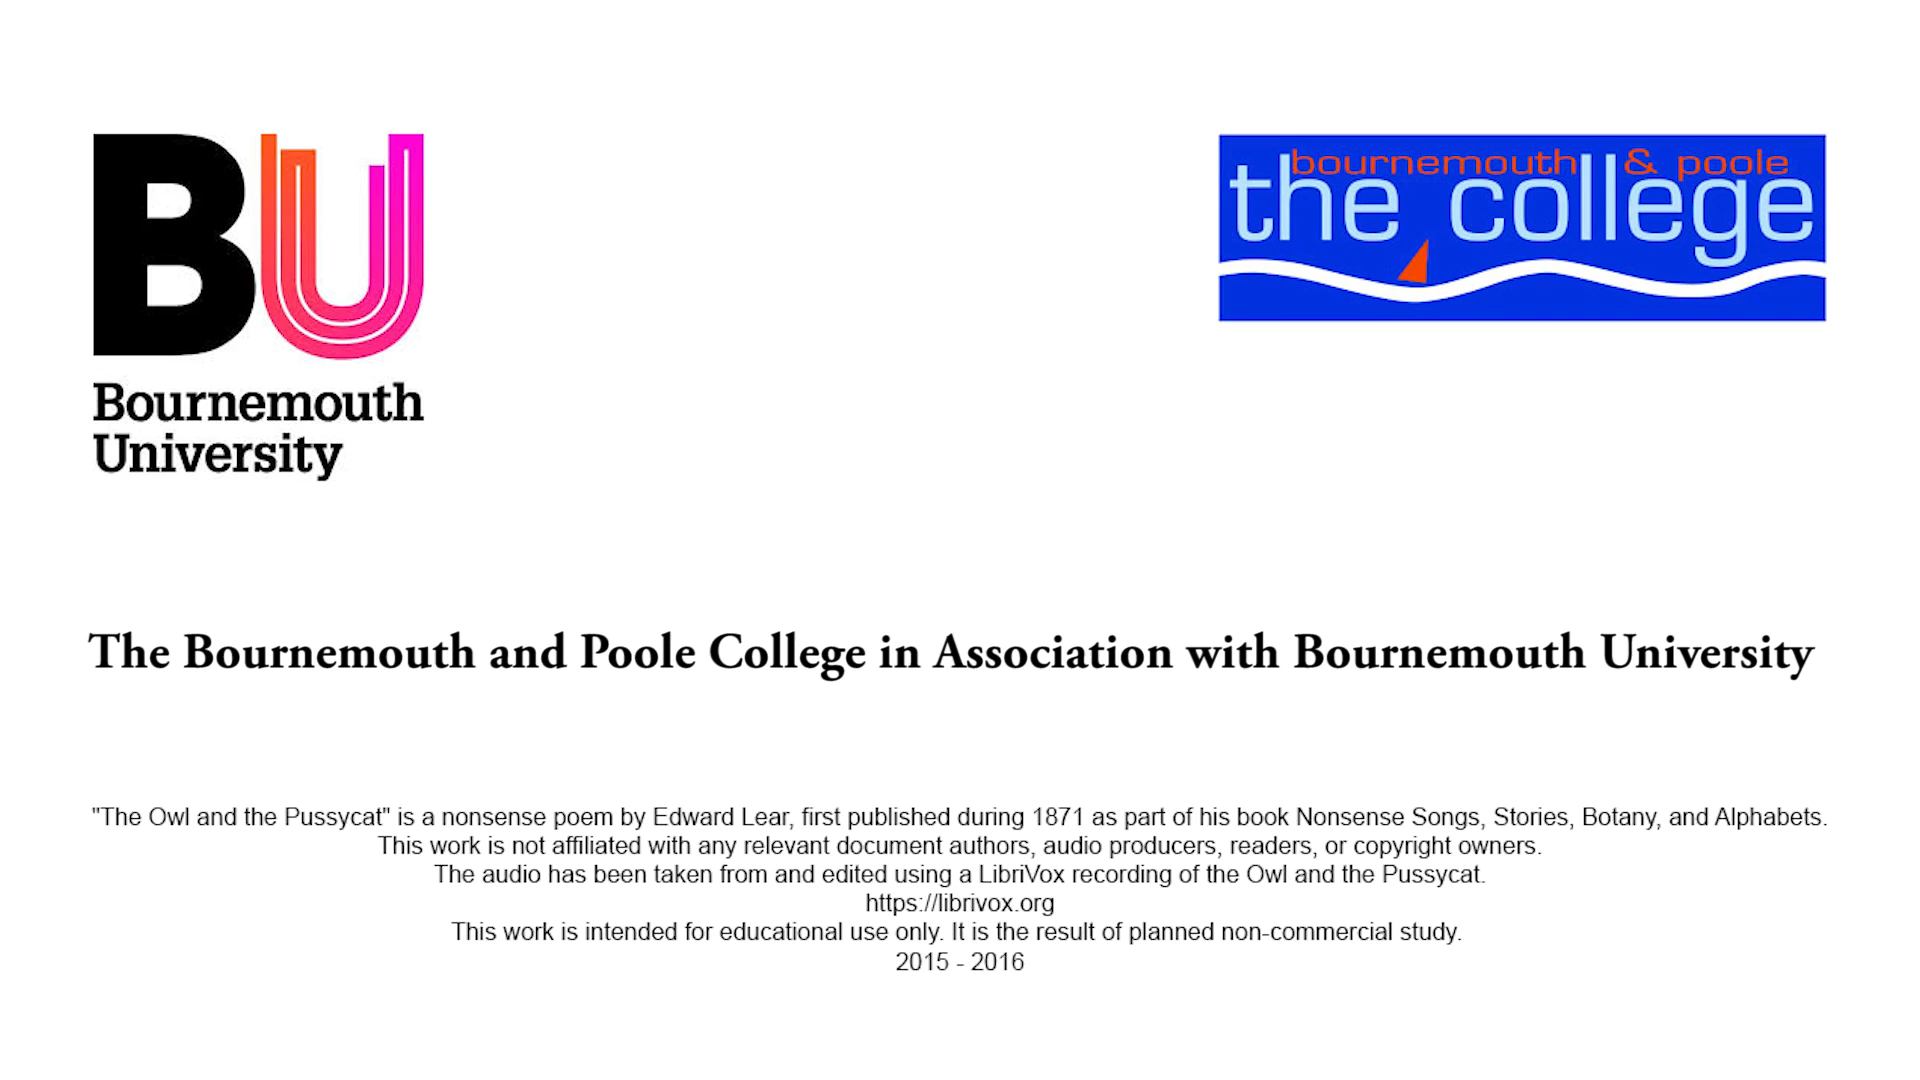 BU
Bournemouth
University
bournemouth & poole
the college
The Bournemouth and Poole College in Association with Bournemouth University
"The Owl and the Pussycat" is a nonsense poem by Edward Lear, first published during 1871 as part of his book Nonsense Songs, Stories, Botany, and Alphabets.
This work is not affiliated with any relevant document authors, audio producers, readers, or copyright owners.
The audio has been taken from and edited using a LibriVox recording of the Owl and the Pussycat.
https://librivox.org
This work is intended for educational use only. It is the result of planned non-commercial study.
2015 - 2016